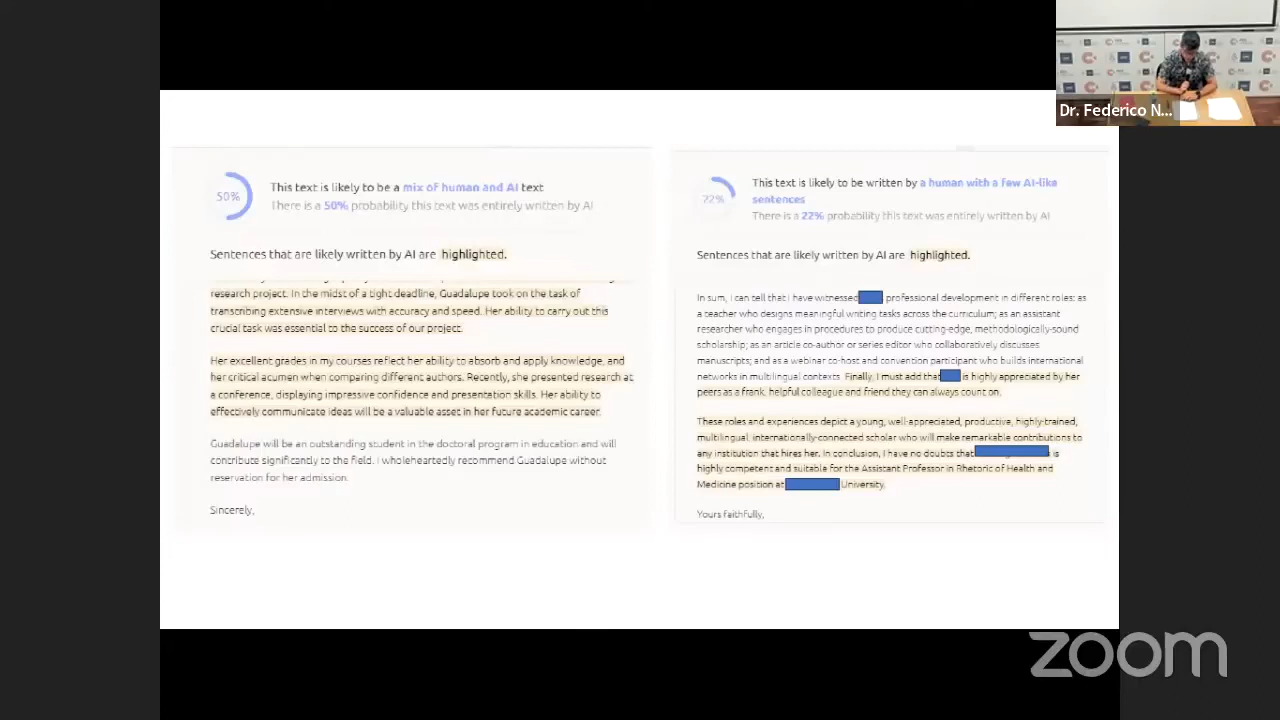 Dr. Federico N...
50%
This text is likely to be a mix of human and AI text
There is a 50% probability this text was entirely written by AI
Sentences that are likely written by AI are highlighted.
research project. In the midst of a tight deadline, Guadalupe took on the task of
transcribing extensive interviews with accuracy and speed. Her ability to carry out this
crucial task was essential to the success of our project.
Her excellent grades in my courses reflect her ability to absorb and apply knowledge, and
her critical acumen when comparing different authors. Recently, she presented research at
a conference, displaying impressive confidence and presentation skills. Her ability to
effectively communicate ideas will be a valuable asset in her future academic career.
Guadalupe will be an outstanding student in the doctoral program in education and will
contribute significantly to the field. I wholeheartedly recommend Guadalupe without
reservation for her admission.
Sincerely,
22%
This text is likely to be written by a human with a few AI-like
sentences
There is a 22% probability this text was entirely written by AI
Sentences that are likely written by AI are highlighted.
In sum, I can tell that I have witnessed professional development in different roles: as
a teacher who designs meaningful writing tasks across the curriculum; as an assistant
researcher who engages in procedures to produce cutting-edge, methodologically-sound
scholarship; as an article co-author or series editor who collaboratively discusses
manuscripts; and as a webinar co-host and convention participant who builds international
networks in multilingual contexts. Finally, I must add that is highly appreciated by her
peers as a frank, helpful colleague and friend they can always count on.
These roles and experiences depict a young, well-appreciated, productive, highly-trained,
multilingual, internationally-connected scholar who will make remarkable contributions to
any institution that hires her. In conclusion, I have no doubts that is
highly competent and suitable for the Assistant Professor in Rhetoric of Health and
Medicine position at University.
Yours faithfully,
zoom